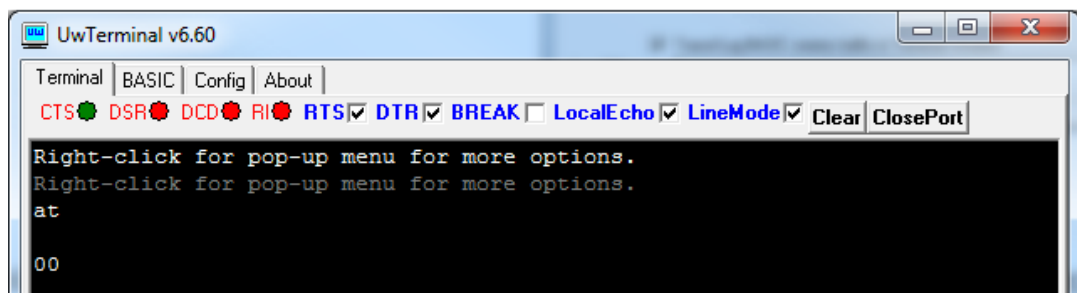 UwTerminal v6.60
Terminal BASIC Config About
CTS DSR DCD RI RTS DTR BREAK LocalEcho LineMode Clear ClosePort
Right-click for pop-up menu for more options.
Right-click for pop-up menu for more options.
at
00